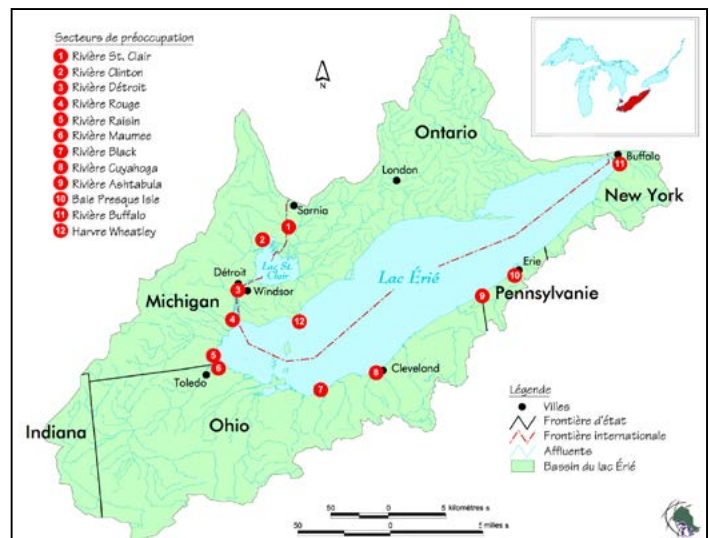 Secteurs de préoccupation
1 Rivière St. Clair
2 Rivière Clinton
3 Rivière Détroit
4 Rivière Rouge
5 Rivière Raisin
6 Rivière Maumee
7 Rivière Black
8 Rivière Cuyahoga
9 Rivière Ashtabula
10 Baie Presque Isle
11 Rivière Buffalo
12 Harvre Wheatley
N
Ontario
London
Buffalo
11
New York
Sarnia
1
2
Lac St.
Clair
Lac Érié
Détroit
3
Windsor
Erie
10
Michigan
9
Pennsylvanie
4
12
5
6
Toledo
8
Cleveland
7
Indiana
Ohio
Légende
Villes
Frontière d'état
Frontière internationale
Affluents
Bassin du lac Érié
50 0 5 kilomètres s
50 0 5 milles s